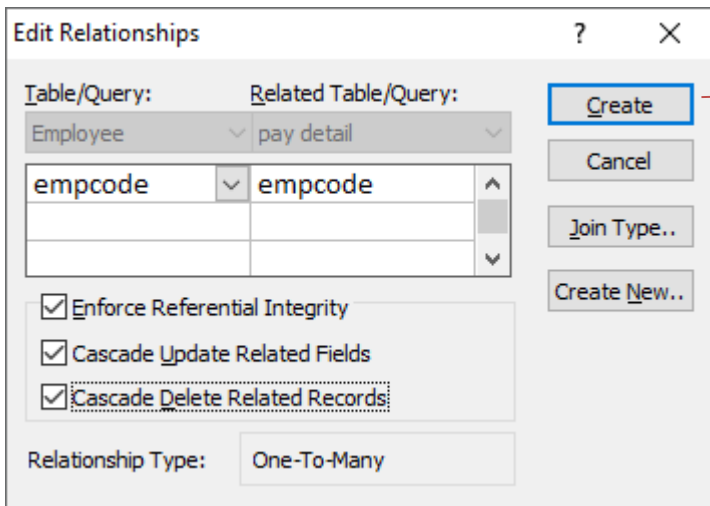 Edit Relationships ?
Table/Query: Related Table/Query:
Employee pay detail
empcode empcode
Enforce Referential Integrity
Cascade Update Related Fields
Cascade Delete Related Records
Relationship Type: One-To-Many
Create
Cancel
Join Type..
Create New..